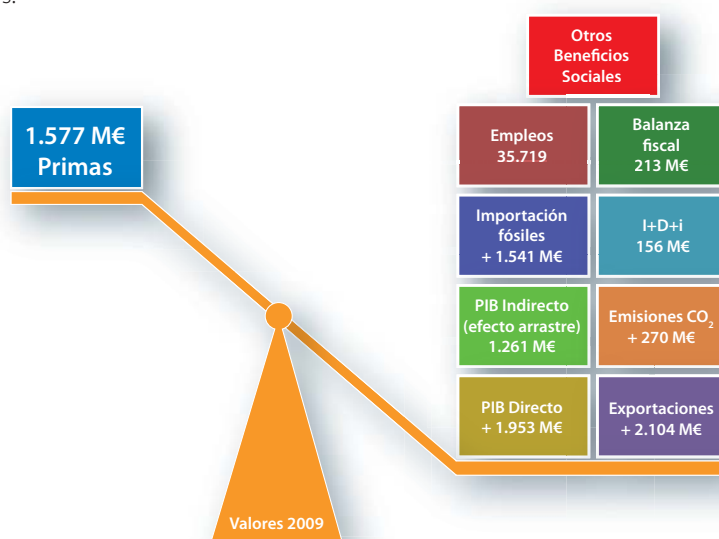 s.
Otros
Beneficios
Sociales
1.577 M€
Primas
Empleos
35.719
Balanza
fiscal
213 M€
Importación
fósiles
+ 1.541 M€
I+D+i
156 M€
PIB Indirecto
(efecto arrastre)
1.261 M€
Emisiones CO₂
+ 270 M€
PIB Directo
+ 1.953 M€
Exportaciones
+ 2.104 M€
Valores 2009